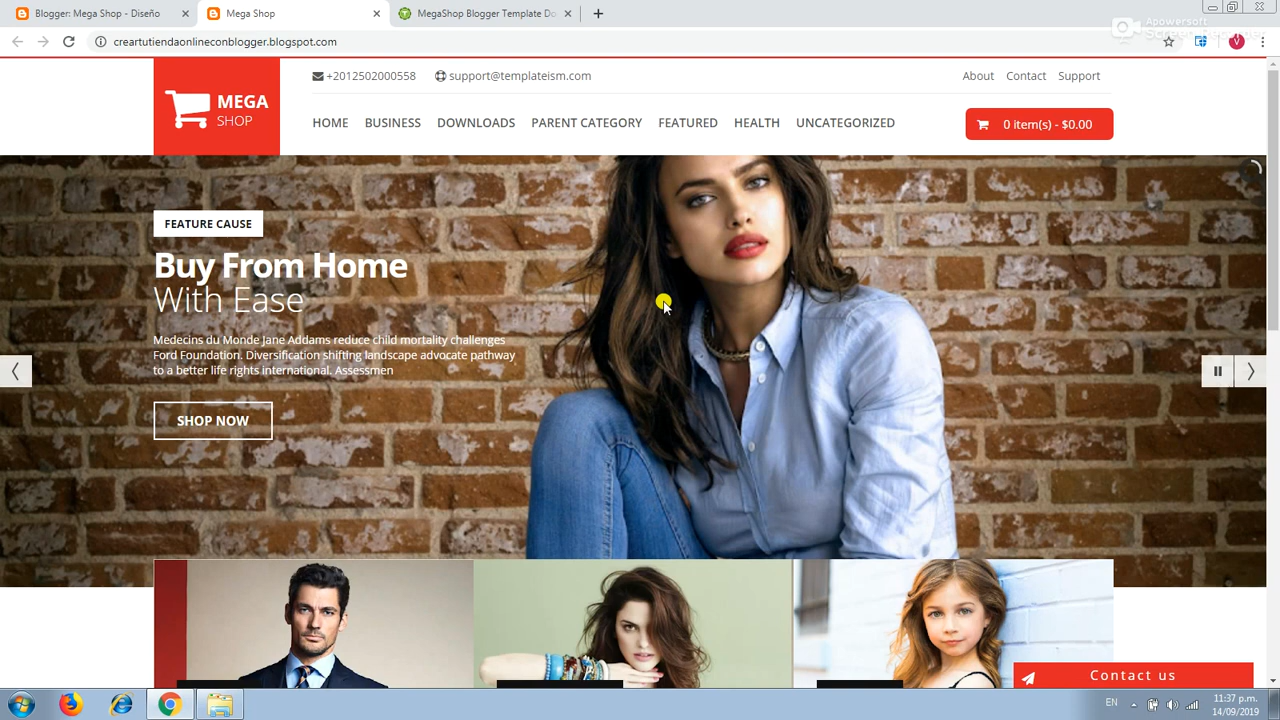 Blogger: Mega Shop - Diseño
Mega Shop
MegaShop Blogger Template Do
creartutiendaonlineconblogger.blogspot.com
Apowersoft
Screen Recorder
+2012502000558
support@templateism.com
About
Contact
Support
MEGA
SHOP
HOME
BUSINESS
DOWNLOADS
PARENT CATEGORY
FEATURED
HEALTH
UNCATEGORIZED
0 item(s) - $0.00
FEATURE CAUSE
Buy From Home
With Ease
Medecins du Monde Jane Addams reduce child mortality challenges
Ford Foundation. Diversification shifting landscape advocate pathway
to a better life rights international. Assessmen
SHOP NOW
Contact us
EN
11:37 p.m.
14/09/2019